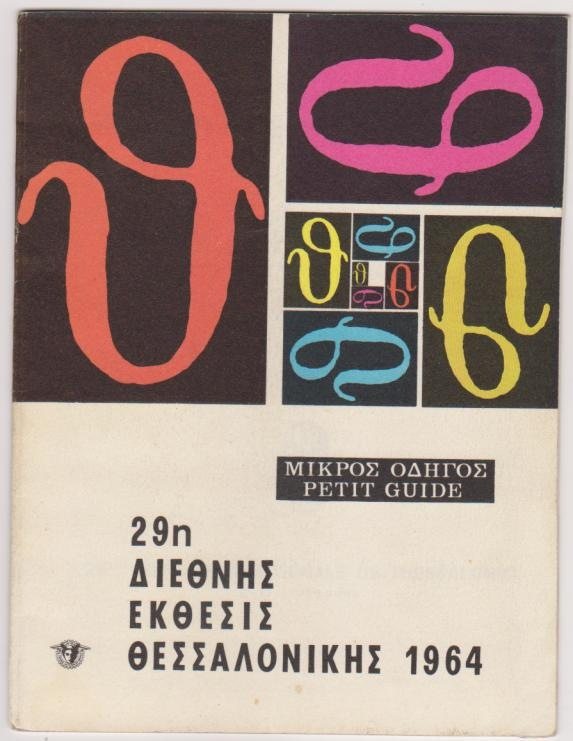 ϑ
ΜΙΚΡΟΣ ΟΔΗΓΟΣ
PETIT GUIDE
29η
ΔΙΕΘΝΗΣ
ΕΚΘΕΣΙΣ
ΘΕΣΣΑΛΟΝΙΚΗΣ 1964